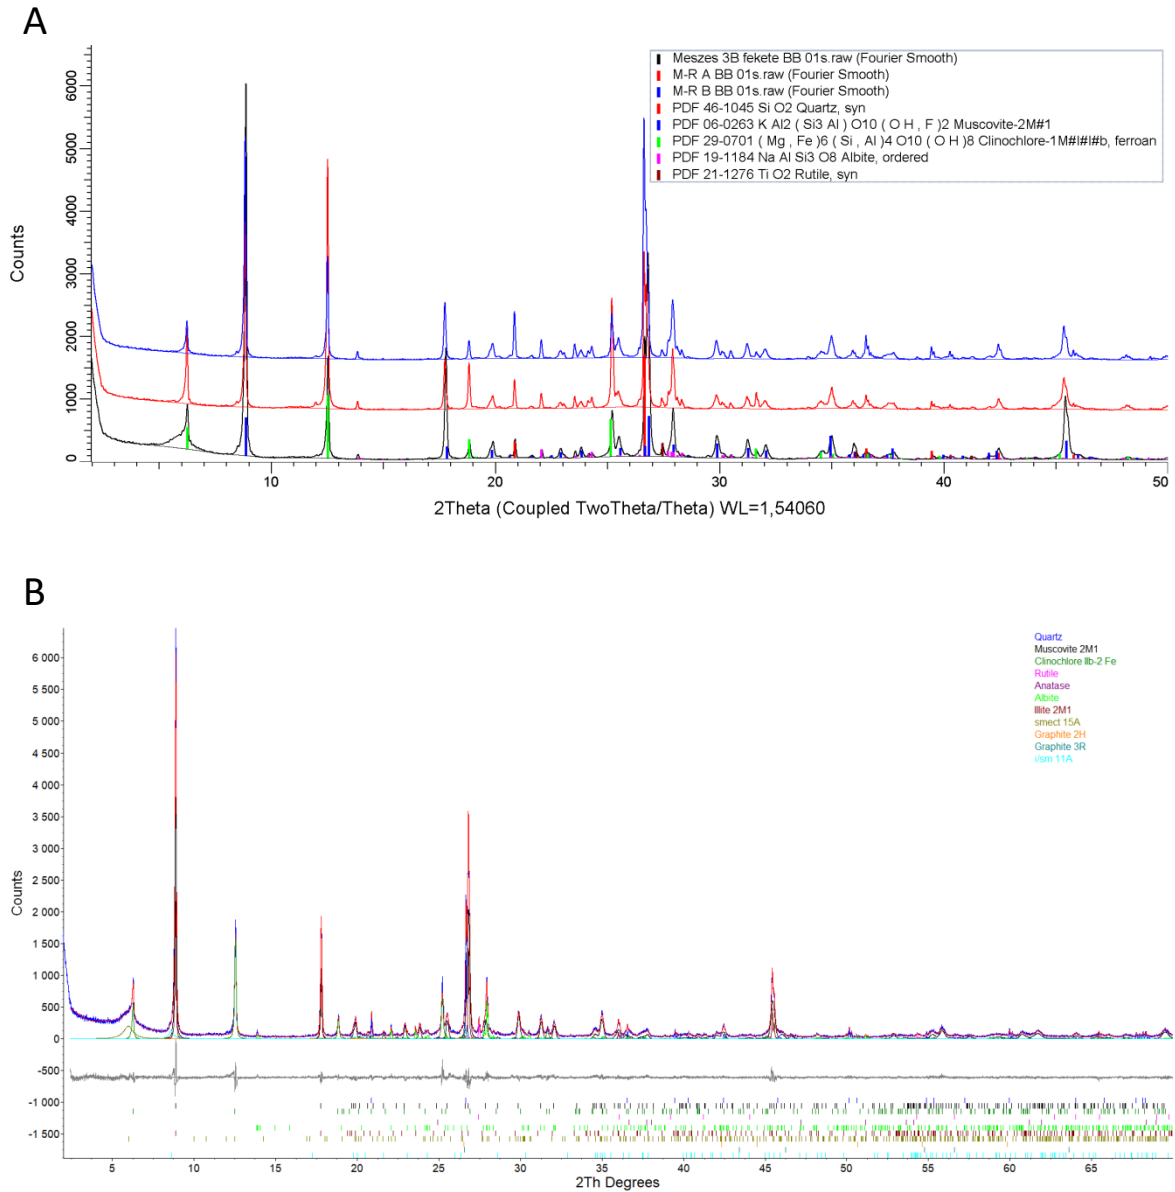 A
6000
5000
4000
3000
2000
1000
0
Counts
Meszes 3B fekete BB 01s.raw (Fourier Smooth)
M-R A BB 01s.raw (Fourier Smooth)
M-R B BB 01s.raw (Fourier Smooth)
PDF 46-1045 Si O2 Quartz, syn
PDF 06-0263 K Al2 ( Si3 Al ) O10 ( O H , F )2 Muscovite-2M#1
PDF 29-0701 ( Mg , Fe )6 ( Si , Al )4 O10 ( O H )8 Clinochlore-1M#I#I#b, ferroan
PDF 19-1184 Na Al Si3 O8 Albite, ordered
PDF 21-1276 Ti O2 Rutile, syn
10 20 30 40 50
2Theta (Coupled TwoTheta/Theta) WL=1,54060
B
6 000
5 500
5 000
4 500
4 000
3 500
3 000
2 500
2 000
1 500
1 000
500
0
-500
-1 000
-1 500
Counts
Quartz
Muscovite 2M1
Clinochlore IIb-2 Fe
Rutile
Anatase
Albite
Illite 2M1
smect 15A
Graphite 2H
Graphite 3R
i/sm 11A
5 10 15 20 25 30 35 40 45 50 55 60 65
2Th Degrees